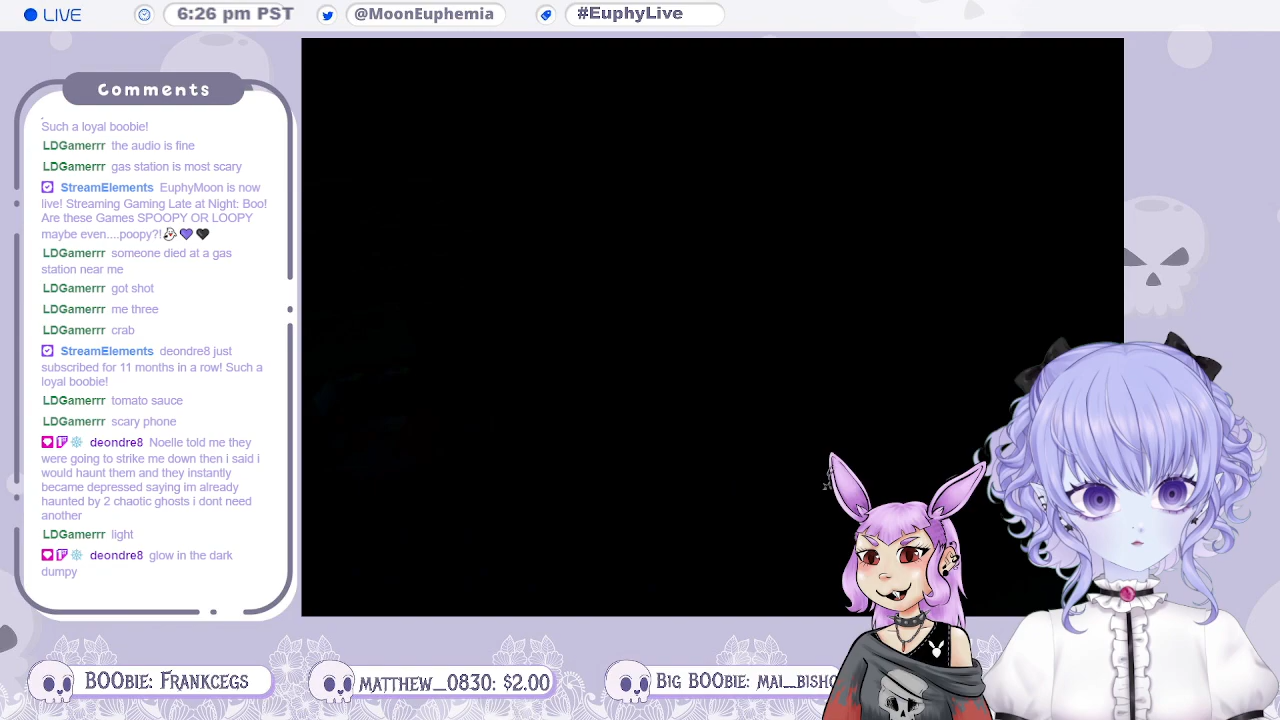 LIVE
6:26 pm PST
@MoonEuphemia
#EuphyLive
Comments
Such a loyal boobie!
LDGamerrr the audio is fine
LDGamerrr gas station is most scary
StreamElements EuphyMoon is now
live! Streaming Gaming Late at Night: Boo!
Are these Games SPOOPY OR LOOPY
maybe even....poopy?!👻💜🖤
LDGamerrr someone died at a gas
station near me
LDGamerrr got shot
LDGamerrr me three
LDGamerrr crab
StreamElements deondre8 just
subscribed for 11 months in a row! Such a
loyal boobie!
LDGamerrr tomato sauce
LDGamerrr scary phone
deondre8 Noelle told me they
were going to strike me down then i said i
would haunt them and they instantly
became depressed saying im already
haunted by 2 chaotic ghosts i dont need
another
LDGamerrr light
deondre8 glow in the dark
dumpy
BOObie: Frankcegs
matthew_0830: $2.00
Big BOObie: mai_bisho